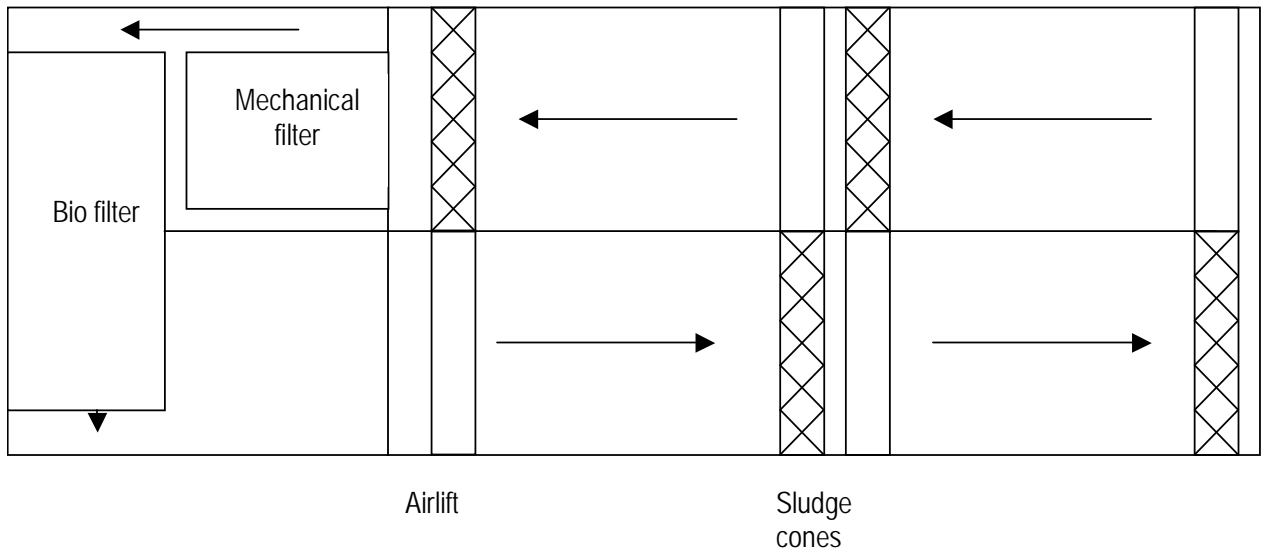 Mechanical
filter
Bio filter
Airlift
Sludge
cones